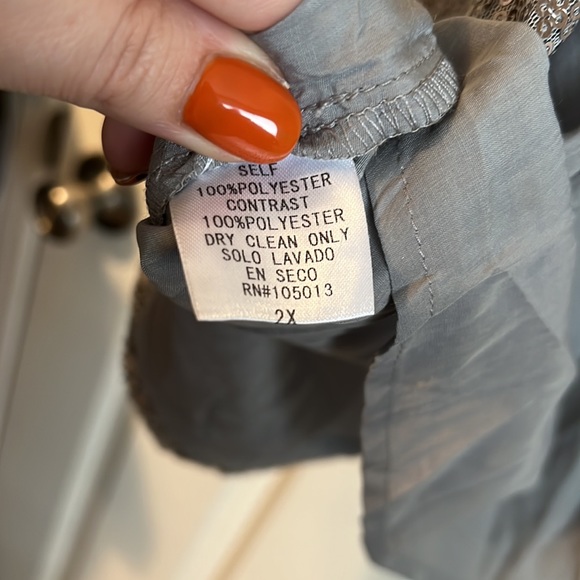 SELF
100%POLYESTER
CONTRAST
100%POLYESTER
DRY CLEAN ONLY
SOLO LAVADO
EN SECO
RN#105013
2X